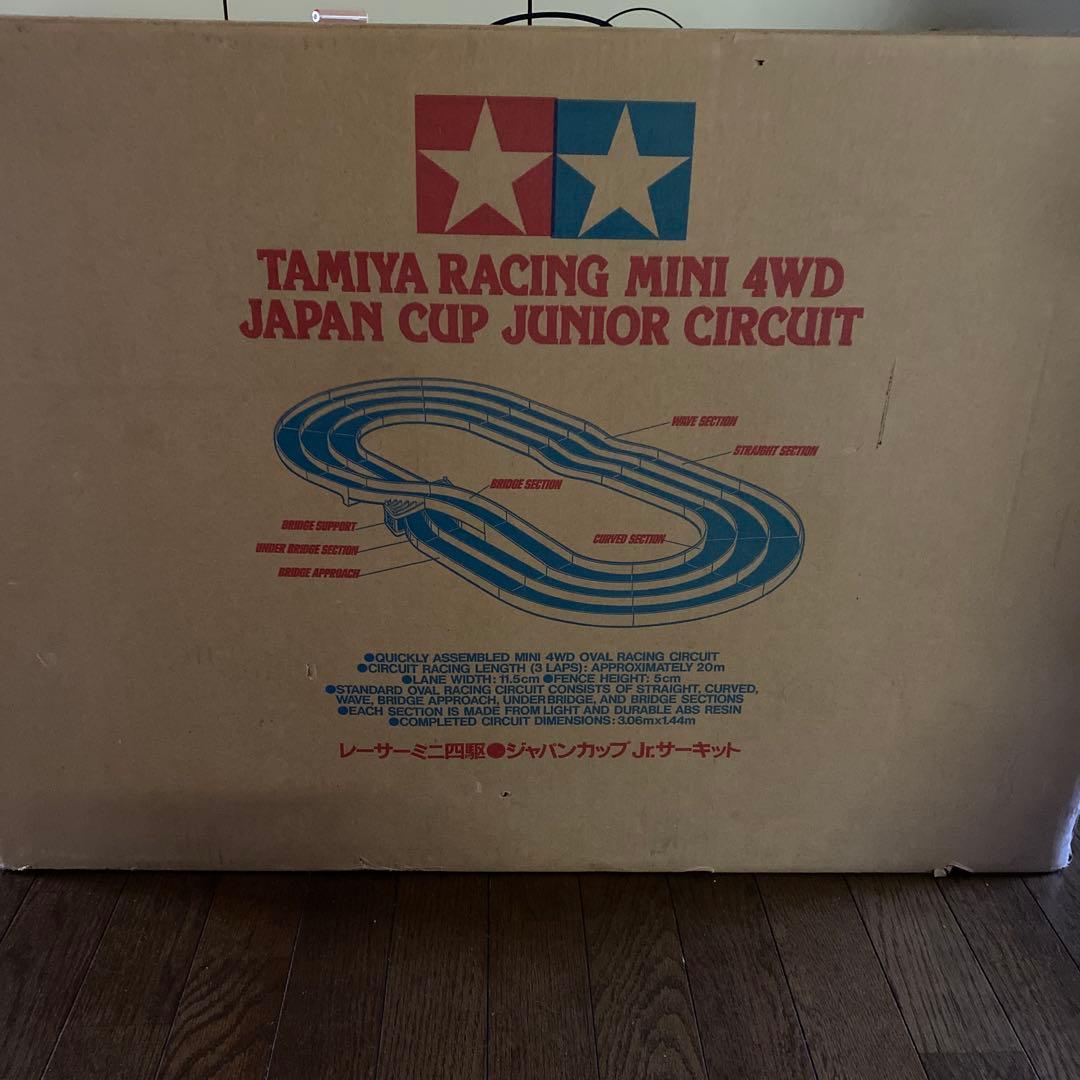 TAMIYA RACING MINI 4WD
JAPAN CUP JUNIOR CIRCUIT
WAVE SECTION
STRAIGHT SECTION
BRIDGE SECTION
BRIDGE SUPPORT
CURVED SECTION
UNDER BRIDGE SECTION
BRIDGE APPROACH
●QUICKLY ASSEMBLED MINI 4WD OVAL RACING CIRCUIT
●CIRCUIT RACING LENGTH (3 LAPS): APPROXIMATELY 20m
●LANE WIDTH: 11.5cm ●FENCE HEIGHT: 5cm
●STANDARD OVAL RACING CIRCUIT CONSISTS OF STRAIGHT, CURVED,
WAVE, BRIDGE APPROACH, UNDER BRIDGE, AND BRIDGE SECTIONS
●EACH SECTION IS MADE FROM LIGHT AND DURABLE ABS RESIN
●COMPLETED CIRCUIT DIMENSIONS: 3.06m×1.44m
レーサーミニ四駆●ジャパンカップ Jr.サーキット